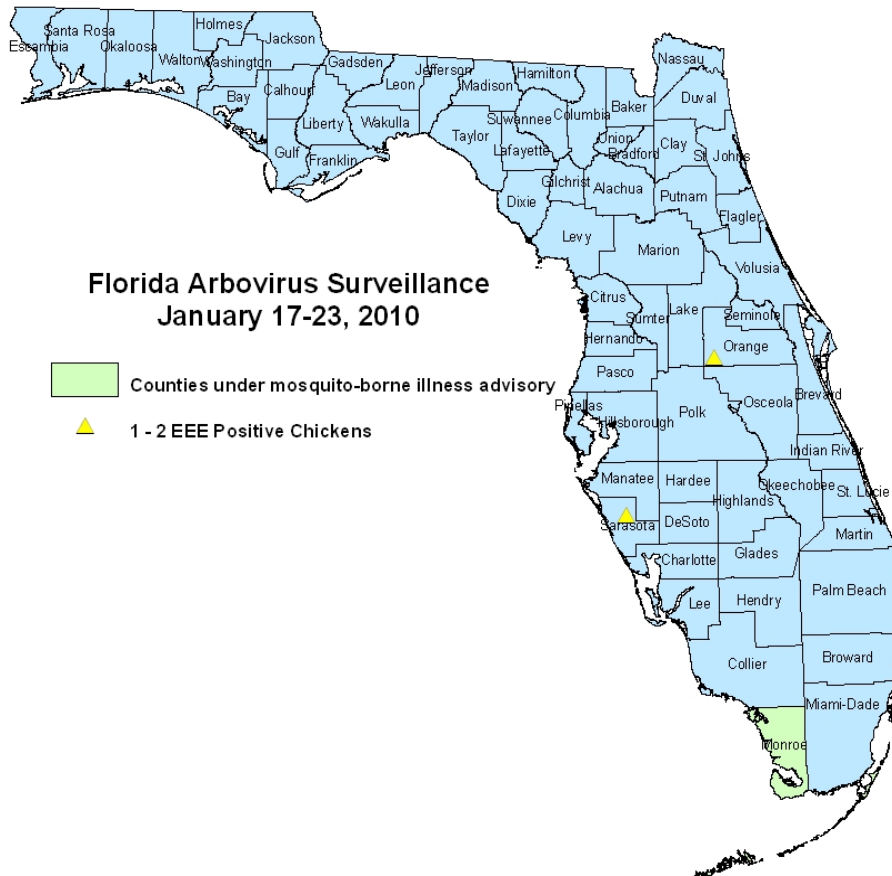 Holmes
Santa Rosa
Jackson
Escambia
Okaloosa
Walton
Washington
Gadsden
Nassau
Jefferson
Hamilton
Leon
Madison
Bay
Calhoun
Baker
Duval
Liberty
Wakulla
Suwannee
Columbia
Taylor
Union
Clay
Gulf
Franklin
Lafayette
Bradford
St. Johns
Gilchrist
Alachua
Putnam
Dixie
Flagler
Levy
Marion
Volusia
Florida Arbovirus Surveillance
January 17-23, 2010
Citrus
Sumter
Lake
Seminole
Hernando
Orange
Counties under mosquito-borne illness advisory
Pasco
Brevard
Osceola
Pinellas
Hillsborough
Polk
1 - 2 EEE Positive Chickens
Indian River
Manatee
Hardee
Okeechobee
Highlands
St. Lucie
Sarasota
DeSoto
Martin
Charlotte
Glades
Palm Beach
Lee
Hendry
Collier
Broward
Miami-Dade
Monroe